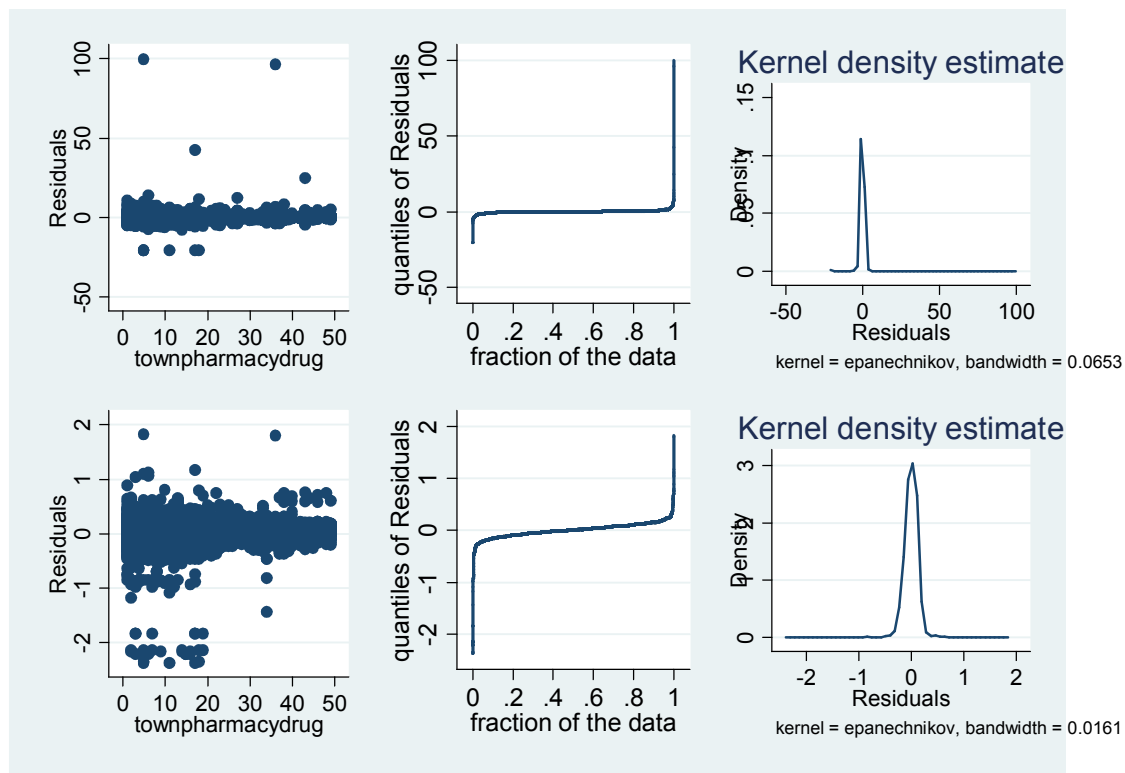 Residuals
100
50
0
-50
0 10 20 30 40 50
townpharmacydrug
quantiles of Residuals
100
50
0
-50
0 .2 .4 .6 .8 1
fraction of the data
Kernel density estimate
Density
.15
.1
.05
0
-50 0 50 100
Residuals
kernel = epanechnikov, bandwidth = 0.0653
Residuals
2
1
0
-1
-2
0 10 20 30 40 50
townpharmacydrug
quantiles of Residuals
2
1
0
-1
-2
0 .2 .4 .6 .8 1
fraction of the data
Kernel density estimate
Density
3
2
1
0
-2 -1 0 1 2
Residuals
kernel = epanechnikov, bandwidth = 0.0161